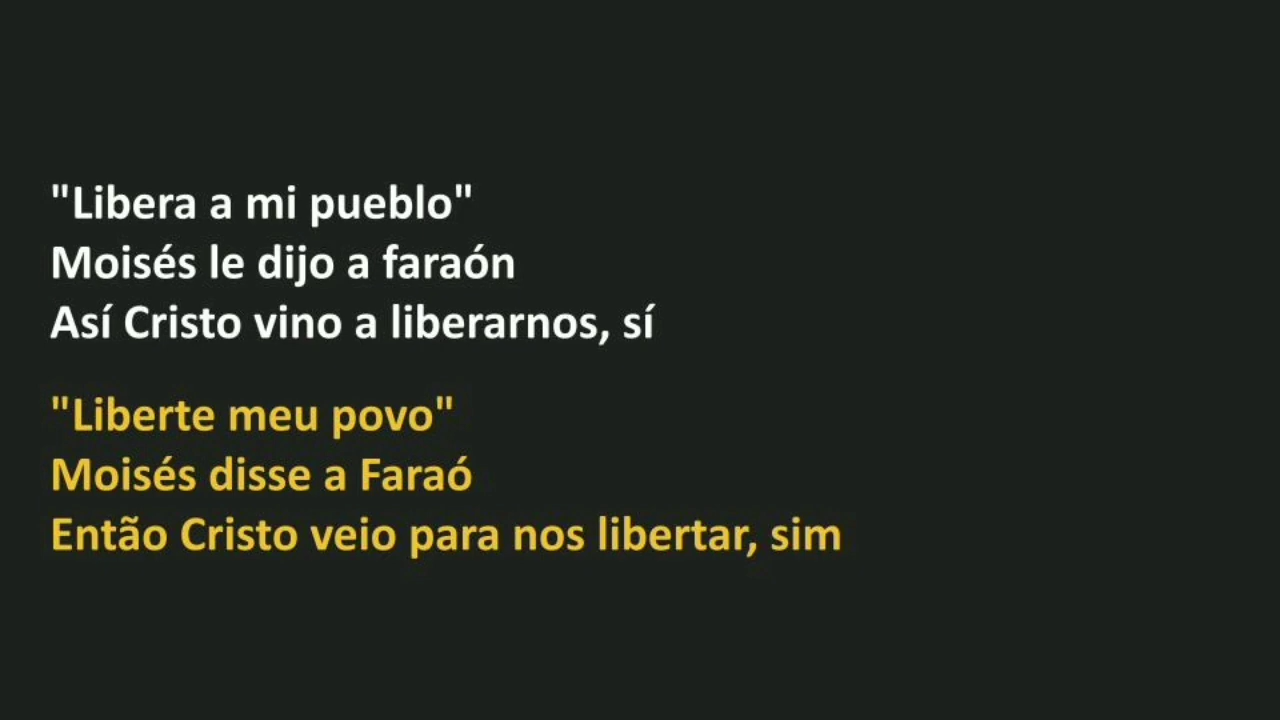 "Libera a mi pueblo"
Moisés le dijo a faraón
Así Cristo vino a liberarnos, sí
"Liberte meu povo"
Moisés disse a Faraó
Então Cristo veio para nos libertar, sim